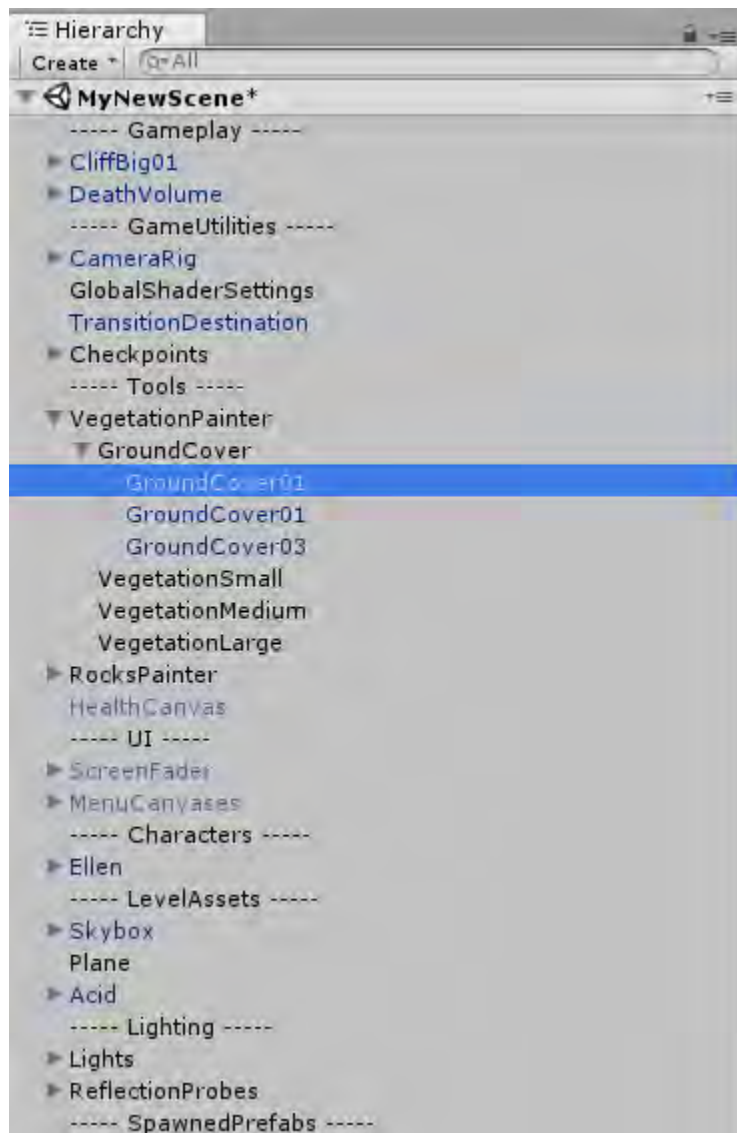 Hierarchy
Create All
MyNewScene*
----- Gameplay -----
CliffBig01
DeathVolume
----- GameUtilities -----
CameraRig
GlobalShaderSettings
TransitionDestination
Checkpoints
----- Tools -----
VegetationPainter
GroundCover
GroundCover01
GroundCover01
GroundCover03
VegetationSmall
VegetationMedium
VegetationLarge
RocksPainter
HealthCanvas
----- UI -----
ScreenFader
MenuCanvases
----- Characters -----
Ellen
----- LevelAssets -----
Skybox
Plane
Acid
----- Lighting -----
Lights
ReflectionProbes
----- SpawnedPrefabs -----